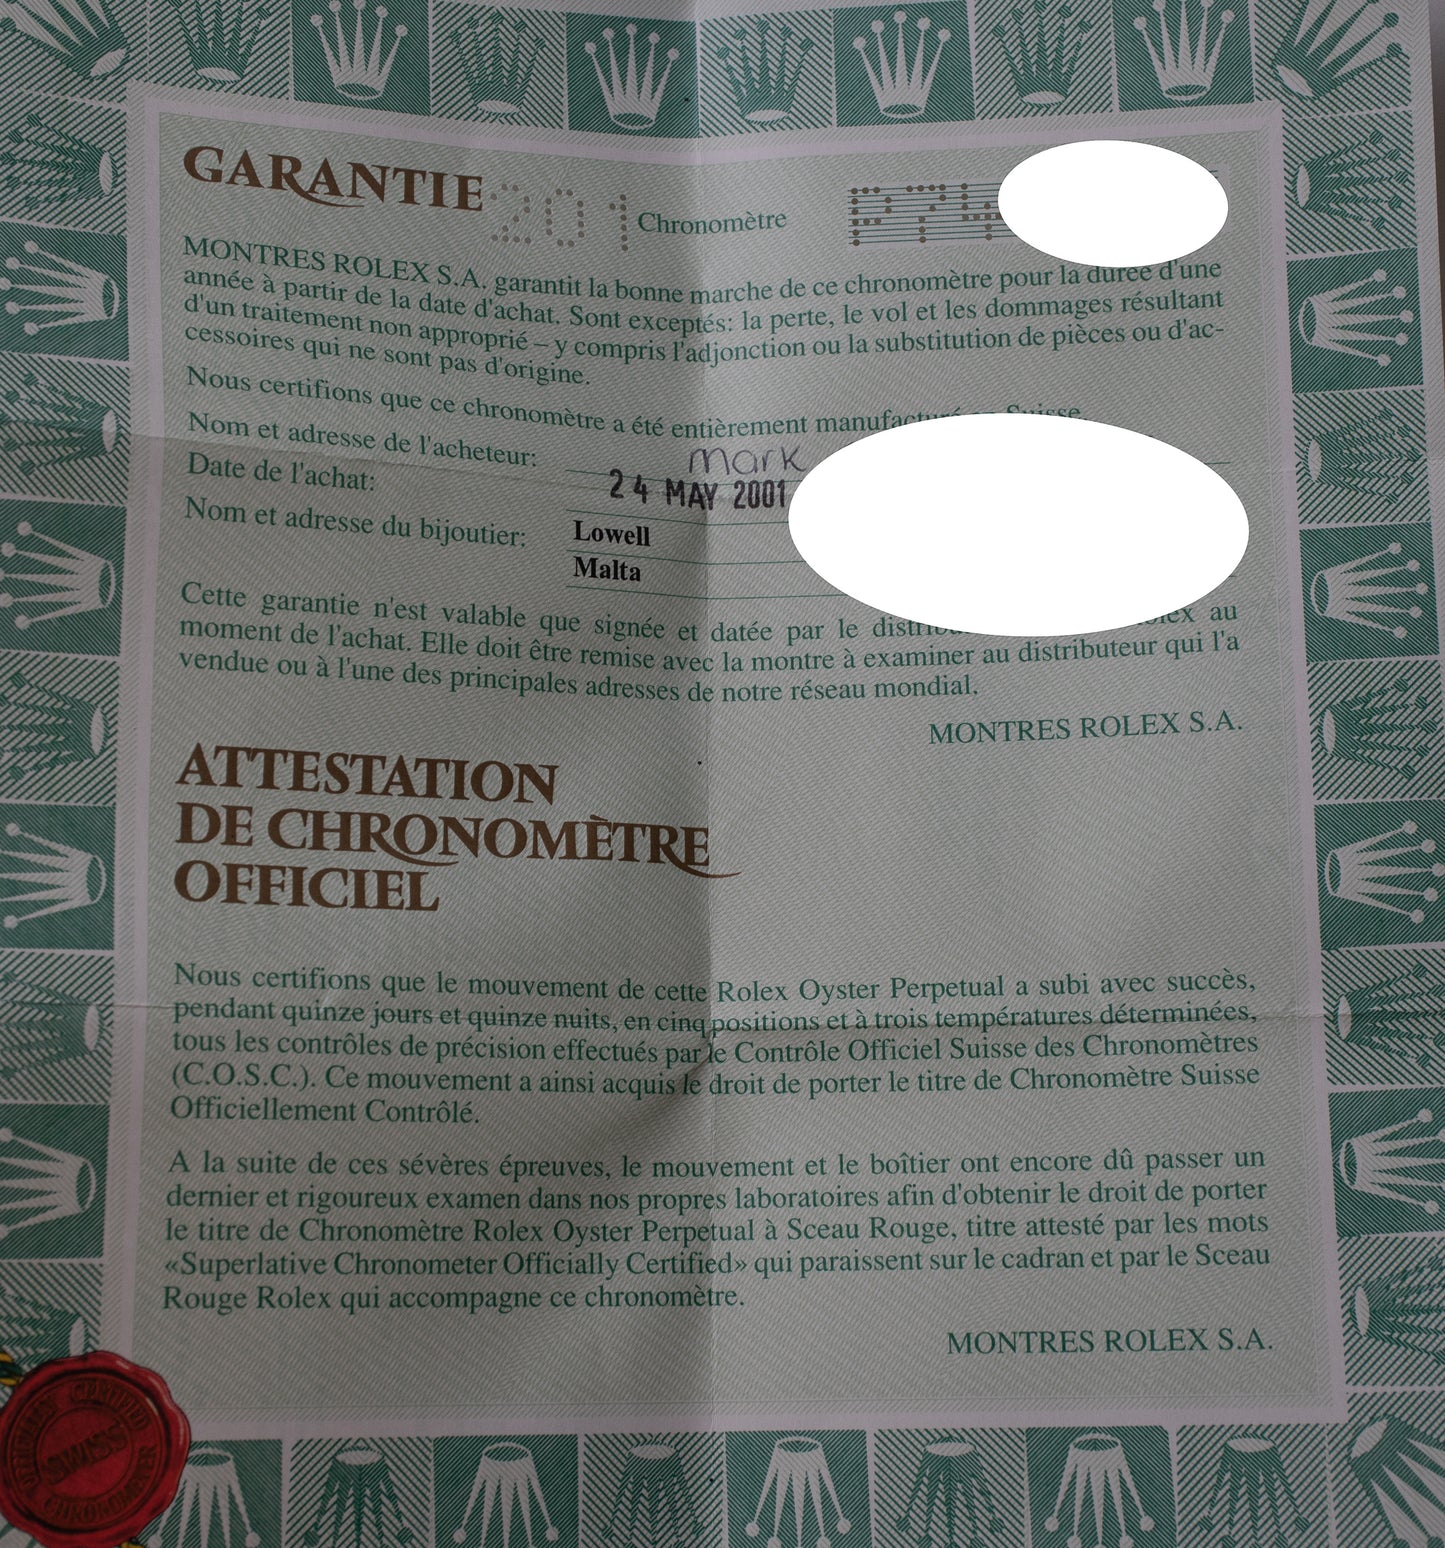 GARANTIE 201 Chronomètre P74
MONTRES ROLEX S.A. garantit la bonne marche de ce chronomètre pour la durée d'une
année à partir de la date d'achat. Sont exceptés: la perte, le vol et les dommages résultant
d'un traitement non approprié – y compris l'adjonction ou la substitution de pièces ou d'ac-
cessoires qui ne sont pas d'origine.
Nous certifions que ce chronomètre a été entièrement manufacturé en Suisse
Nom et adresse de l'acheteur: mark
Date de l'achat: 24 MAY 2001
Nom et adresse du bijoutier: Lowell
Malta
Cette garantie n'est valable que signée et datée par le Rolex au
moment de l'achat. Elle doit être remise avec la montre à examiner au distributeur qui l'a
vendue ou à l'une des principales adresses de notre réseau mondial.
MONTRES ROLEX S.A.
ATTESTATION
DE CHRONOMÈTRE
OFFICIEL
Nous certifions que le mouvement de cette Rolex Oyster Perpetual a subi avec succès,
pendant quinze jours et quinze nuits, en cinq positions et à trois températures déterminées,
tous les contrôles de précision effectués par le Contrôle Officiel Suisse des Chronomètres
(C.O.S.C.). Ce mouvement a ainsi acquis le droit de porter le titre de Chronomètre Suisse
Officiellement Contrôlé.
A la suite de ces sévères épreuves, le mouvement et le boîtier ont encore dû passer un
dernier et rigoureux examen dans nos propres laboratoires afin d'obtenir le droit de porter
le titre de Chronomètre Rolex Oyster Perpetual à Sceau Rouge, titre attesté par les mots
«Superlative Chronometer Officially Certified» qui paraissent sur le cadran et par le Sceau
Rouge Rolex qui accompagne ce chronomètre.
MONTRES ROLEX S.A.
OFFICIALLY CERTIFIED
SWISS
CHRONOMETER